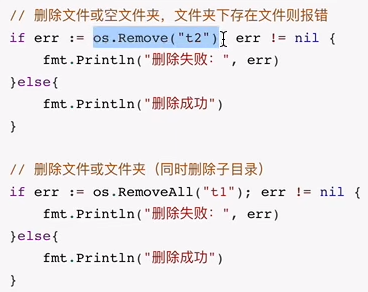 // 删除文件或空文件夹，文件夹下存在文件则报错
if err := os.Remove("t2"); err != nil {
    fmt.Println("删除失败：", err)
}else{
    fmt.Println("删除成功")
}
// 删除文件或文件夹（同时删除子目录）
if err := os.RemoveAll("t1"); err != nil {
    fmt.Println("删除失败：", err)
}else{
    fmt.Println("删除成功")
}